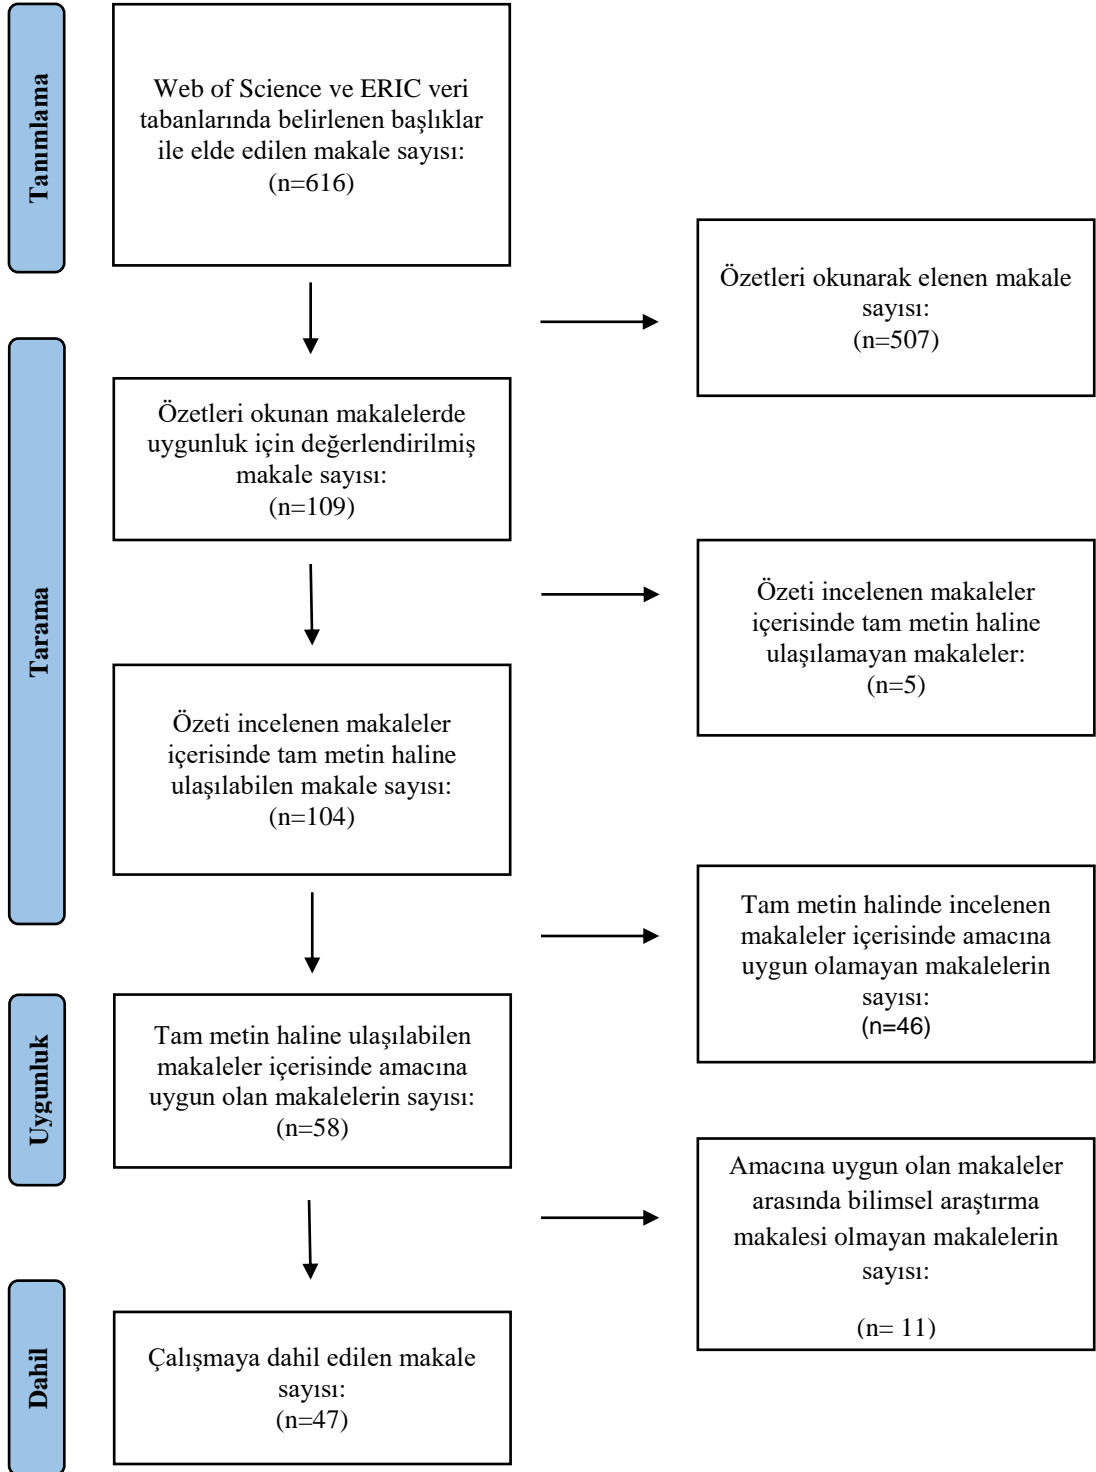 Tanımlama
Web of Science ve ERIC veri
tabanlarında belirlenen başlıklar
ile elde edilen makale sayısı:
(n=616)
Özetleri okunarak elenen makale
sayısı:
(n=507)
Tarama
Özetleri okunan makalelerde
uygunluk için değerlendirilmiş
makale sayısı:
(n=109)
Özeti incelenen makaleler
içerisinde tam metin haline
ulaşılamayan makaleler:
(n=5)
Özeti incelenen makaleler
içerisinde tam metin haline
ulaşılabilen makale sayısı:
(n=104)
Tam metin halinde incelenen
makaleler içerisinde amacına
uygun olamayan makalelerin
sayısı:
(n=46)
Uygunluk
Tam metin haline ulaşılabilen
makaleler içerisinde amacına
uygun olan makalelerin sayısı:
(n=58)
Amacına uygun olan makaleler
arasında bilimsel araştırma
makalesi olmayan makalelerin
sayısı:
(n= 11)
Dahil
Çalışmaya dahil edilen makale
sayısı:
(n=47)